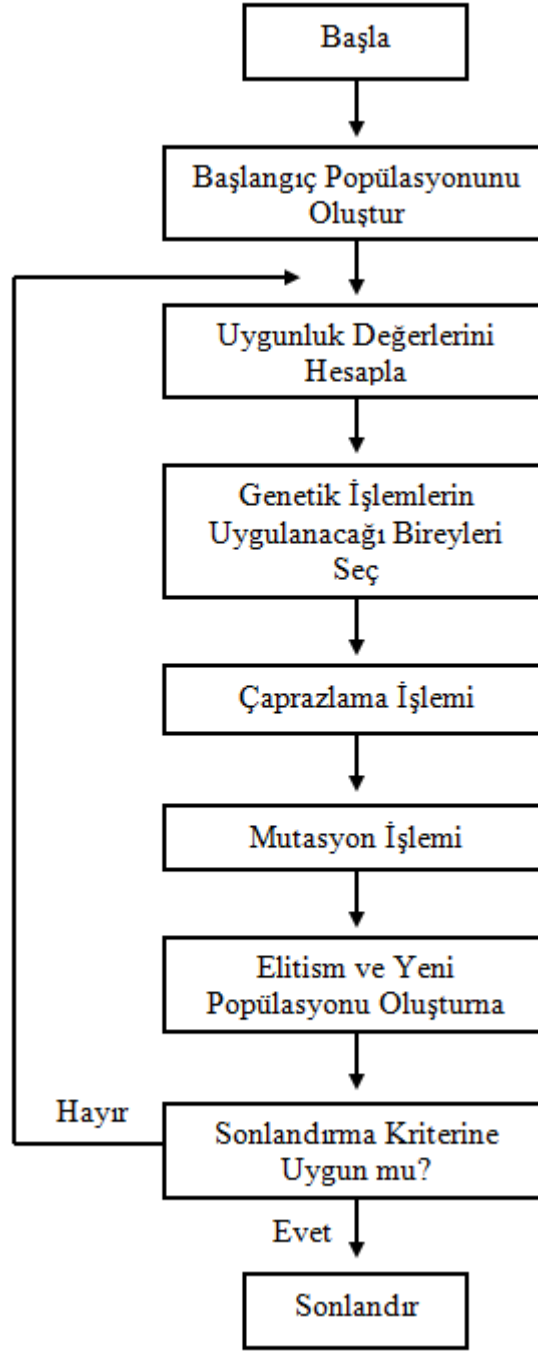 Başla
Başlangıç Popülasyonunu
Oluştur
Uygunluk Değerlerini
Hesapla
Genetik İşlemlerin
Uygulanacağı Bireyleri
Seç
Çaprazlama İşlemi
Mutasyon İşlemi
Elitism ve Yeni
Popülasyonu Oluşturna
Hayır
Sonlandırma Kriterine
Uygun mu?
Evet
Sonlandır